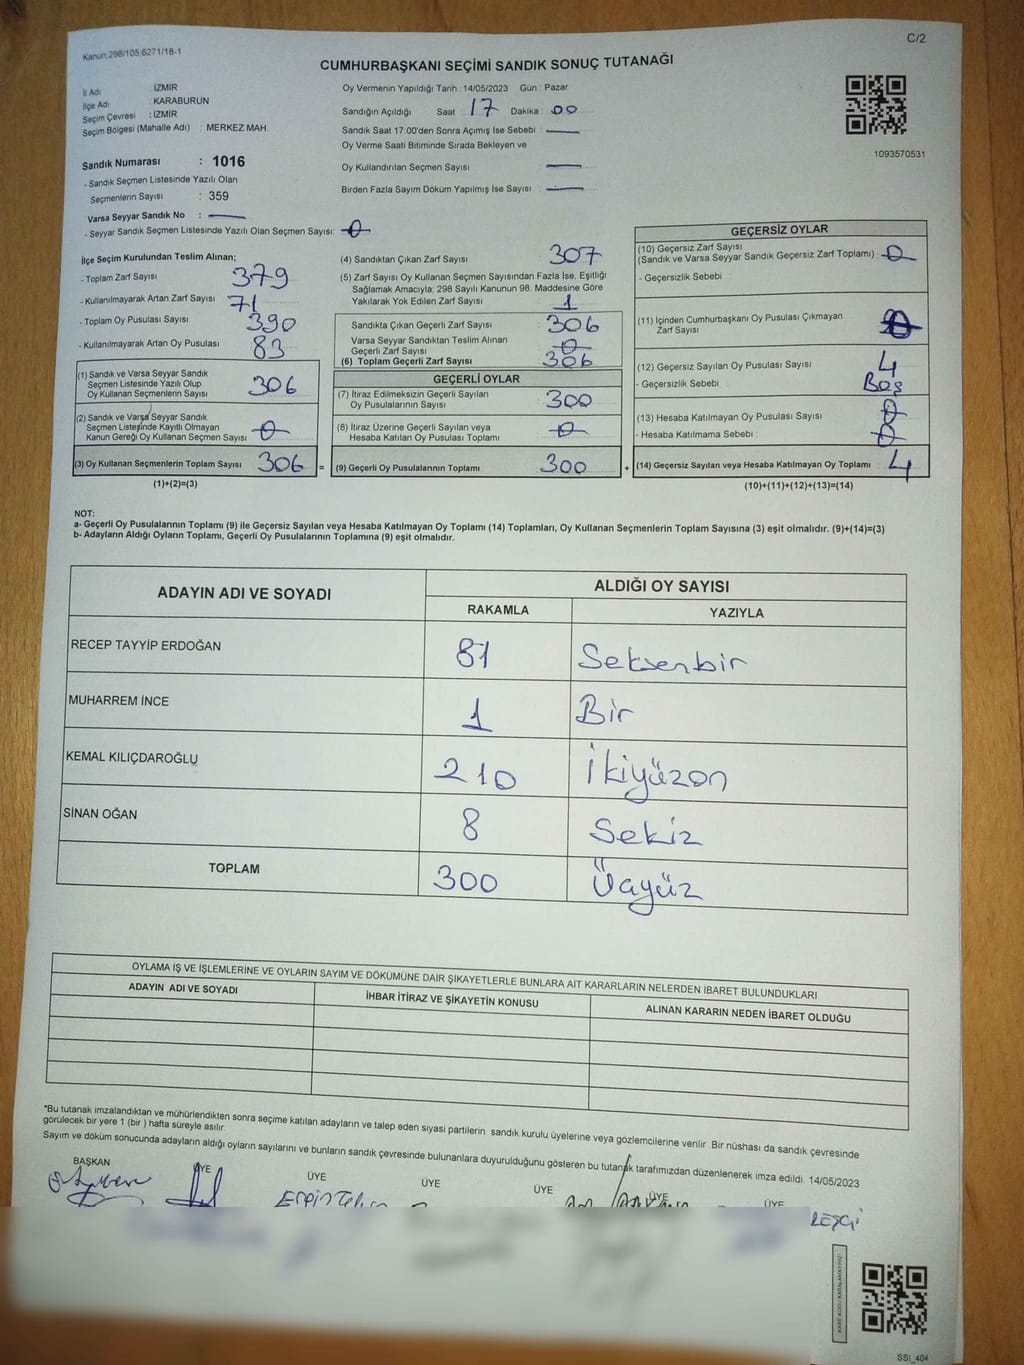 Kanun:298/105,6271/18-1
C/2
CUMHURBAŞKANI SEÇİMİ SANDIK SONUÇ TUTANAĞI
İl Adı : İZMİR
İlçe Adı : KARABURUN
Seçim Çevresi : İZMİR
Seçim Bölgesi (Mahalle Adı) : MERKEZ MAH.
Sandık Numarası : 1016
- Sandık Seçmen Listesinde Yazılı Olan
Seçmenlerin Sayısı : 359
Varsa Seyyar Sandık No : —
- Seyyar Sandık Seçmen Listesinde Yazılı Olan Seçmen Sayısı: 0
Oy Vermenin Yapıldığı Tarih : 14/05/2023 Gün : Pazar
Sandığın Açıldığı Saat : 17 Dakika : 00
Sandık Saat 17.00'den Sonra Açımış İse Sebebi : —
Oy Verme Saati Bitiminde Sırada Bekleyen ve
Oy Kullandırılan Seçmen Sayısı : —
Birden Fazla Sayım Döküm Yapılmış İse Sayısı : —
1093570531
İlçe Seçim Kurulundan Teslim Alınan;
- Toplam Zarf Sayısı : 379
- Kullanılmayarak Artan Zarf Sayısı : 71
- Toplam Oy Pusulası Sayısı : 390
- Kullanılmayarak Artan Oy Pusulası : 83
(1) Sandık ve Varsa Seyyar Sandık
Seçmen Listesinde Yazılı Olup
Oy Kullanan Seçmenlerin Sayısı 306
(2) Sandık ve Varsa Seyyar Sandık
Seçmen Listesinde Kayıtlı Olmayan
Kanun Gereği Oy Kullanan Seçmen Sayısı 0
(3) Oy Kullanan Seçmenlerin Toplam Sayısı 306
(1)+(2)=(3)
(4) Sandıktan Çıkan Zarf Sayısı : 307
(5) Zarf Sayısı Oy Kullanan Seçmen Sayısından Fazla İse, Eşitliği
Sağlamak Amacıyla; 298 Sayılı Kanunun 98. Maddesine Göre
Yakılarak Yok Edilen Zarf Sayısı : 1
Sandıkta Çıkan Geçerli Zarf Sayısı : 306
Varsa Seyyar Sandıktan Teslim Alınan
Geçerli Zarf Sayısı : 0
(6) Toplam Geçerli Zarf Sayısı : 306
GEÇERLİ OYLAR
(7) İtiraz Edilmeksizin Geçerli Sayılan
Oy Pusulalarının Sayısı : 300
(8) İtiraz Üzerine Geçerli Sayılan veya
Hesaba Katılan Oy Pusulası Toplamı : 0
= (9) Geçerli Oy Pusulalarının Toplamı : 300
GEÇERSİZ OYLAR
(10) Geçersiz Zarf Sayısı
(Sandık ve Varsa Seyyar Sandık Geçersiz Zarf Toplamı) : 0
- Geçersizlik Sebebi :
(11) İçinden Cumhurbaşkanı Oy Pusulası Çıkmayan
Zarf Sayısı : 0
(12) Geçersiz Sayılan Oy Pusulası Sayısı : 4
- Geçersizlik Sebebi : Boş
(13) Hesaba Katılmayan Oy Pusulası Sayısı : 0
- Hesaba Katılmama Sebebi : 0
+ (14) Geçersiz Sayılan veya Hesaba Katılmayan Oy Toplamı : 4
(10)+(11)+(12)+(13)=(14)
NOT:
a- Geçerli Oy Pusulalarının Toplamı (9) ile Geçersiz Sayılan veya Hesaba Katılmayan Oy Toplamı (14) Toplamları, Oy Kullanan Seçmenlerin Toplam Sayısına (3) eşit olmalıdır. (9)+(14)=(3)
b- Adayların Aldığı Oyların Toplamı, Geçerli Oy Pusulalarının Toplamına (9) eşit olmalıdır.
ADAYIN ADI VE SOYADI
ALDIĞI OY SAYISI
RAKAMLA YAZIYLA
RECEP TAYYİP ERDOĞAN 81 Seksenbir
MUHARREM İNCE 1 Bir
KEMAL KILIÇDAROĞLU 210 İkiyüzon
SİNAN OĞAN 8 Sekiz
TOPLAM 300 Üçyüz
OYLAMA İŞ VE İŞLEMLERİNE VE OYLARIN SAYIM VE DÖKÜMÜNE DAİR ŞİKAYETLERLE BUNLARA AİT KARARLARIN NELERDEN İBARET BULUNDUKLARI
ADAYIN ADI VE SOYADI İHBAR İTİRAZ VE ŞİKAYETİN KONUSU ALINAN KARARIN NEDEN İBARET OLDUĞU
*Bu tutanak imzalandıktan ve mühürlendikten sonra seçime katılan adayların ve talep eden siyasi partilerin sandık kurulu üyelerine veya gözlemcilerine verilir. Bir nüshası da sandık çevresinde
görülecek bir yere 1 (bir ) hafta süreyle asılır.
Sayım ve döküm sonucunda adayların aldığı oyların sayılarını ve bunların sandık çevresinde bulunanlara duyurulduğunu gösteren bu tutanak tarafımızdan düzenlenerek imza edildi. 14/05/2023
BAŞKAN ÜYE ÜYE ÜYE ÜYE ÜYE ÜYE
SSI_404